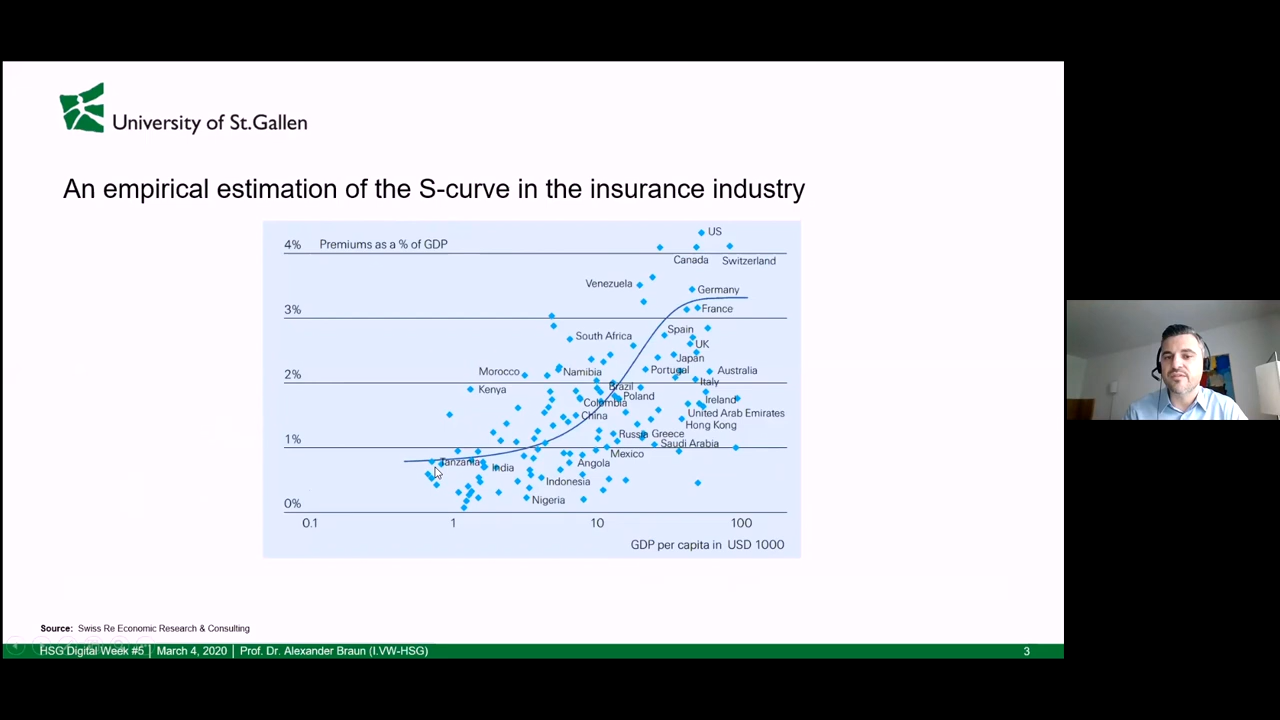 University of St.Gallen
An empirical estimation of the S-curve in the insurance industry
4% Premiums as a % of GDP
US
Canada Switzerland
Venezuela
Germany
3%
France
Spain
South Africa
UK
Japan
Morocco Namibia Portugal Australia
2%
Italy
Kenya Brazil
Poland
Colombia Ireland
China United Arab Emirates
Hong Kong
Russia Greece
1% Saudi Arabia
Mexico
Tanzania India Angola
Indonesia
Nigeria
0%
0.1 1 10 100
GDP per capita in USD 1000
Source: Swiss Re Economic Research & Consulting
HSG Digital Week #5 | March 4, 2020 | Prof. Dr. Alexander Braun (I.VW-HSG) 3